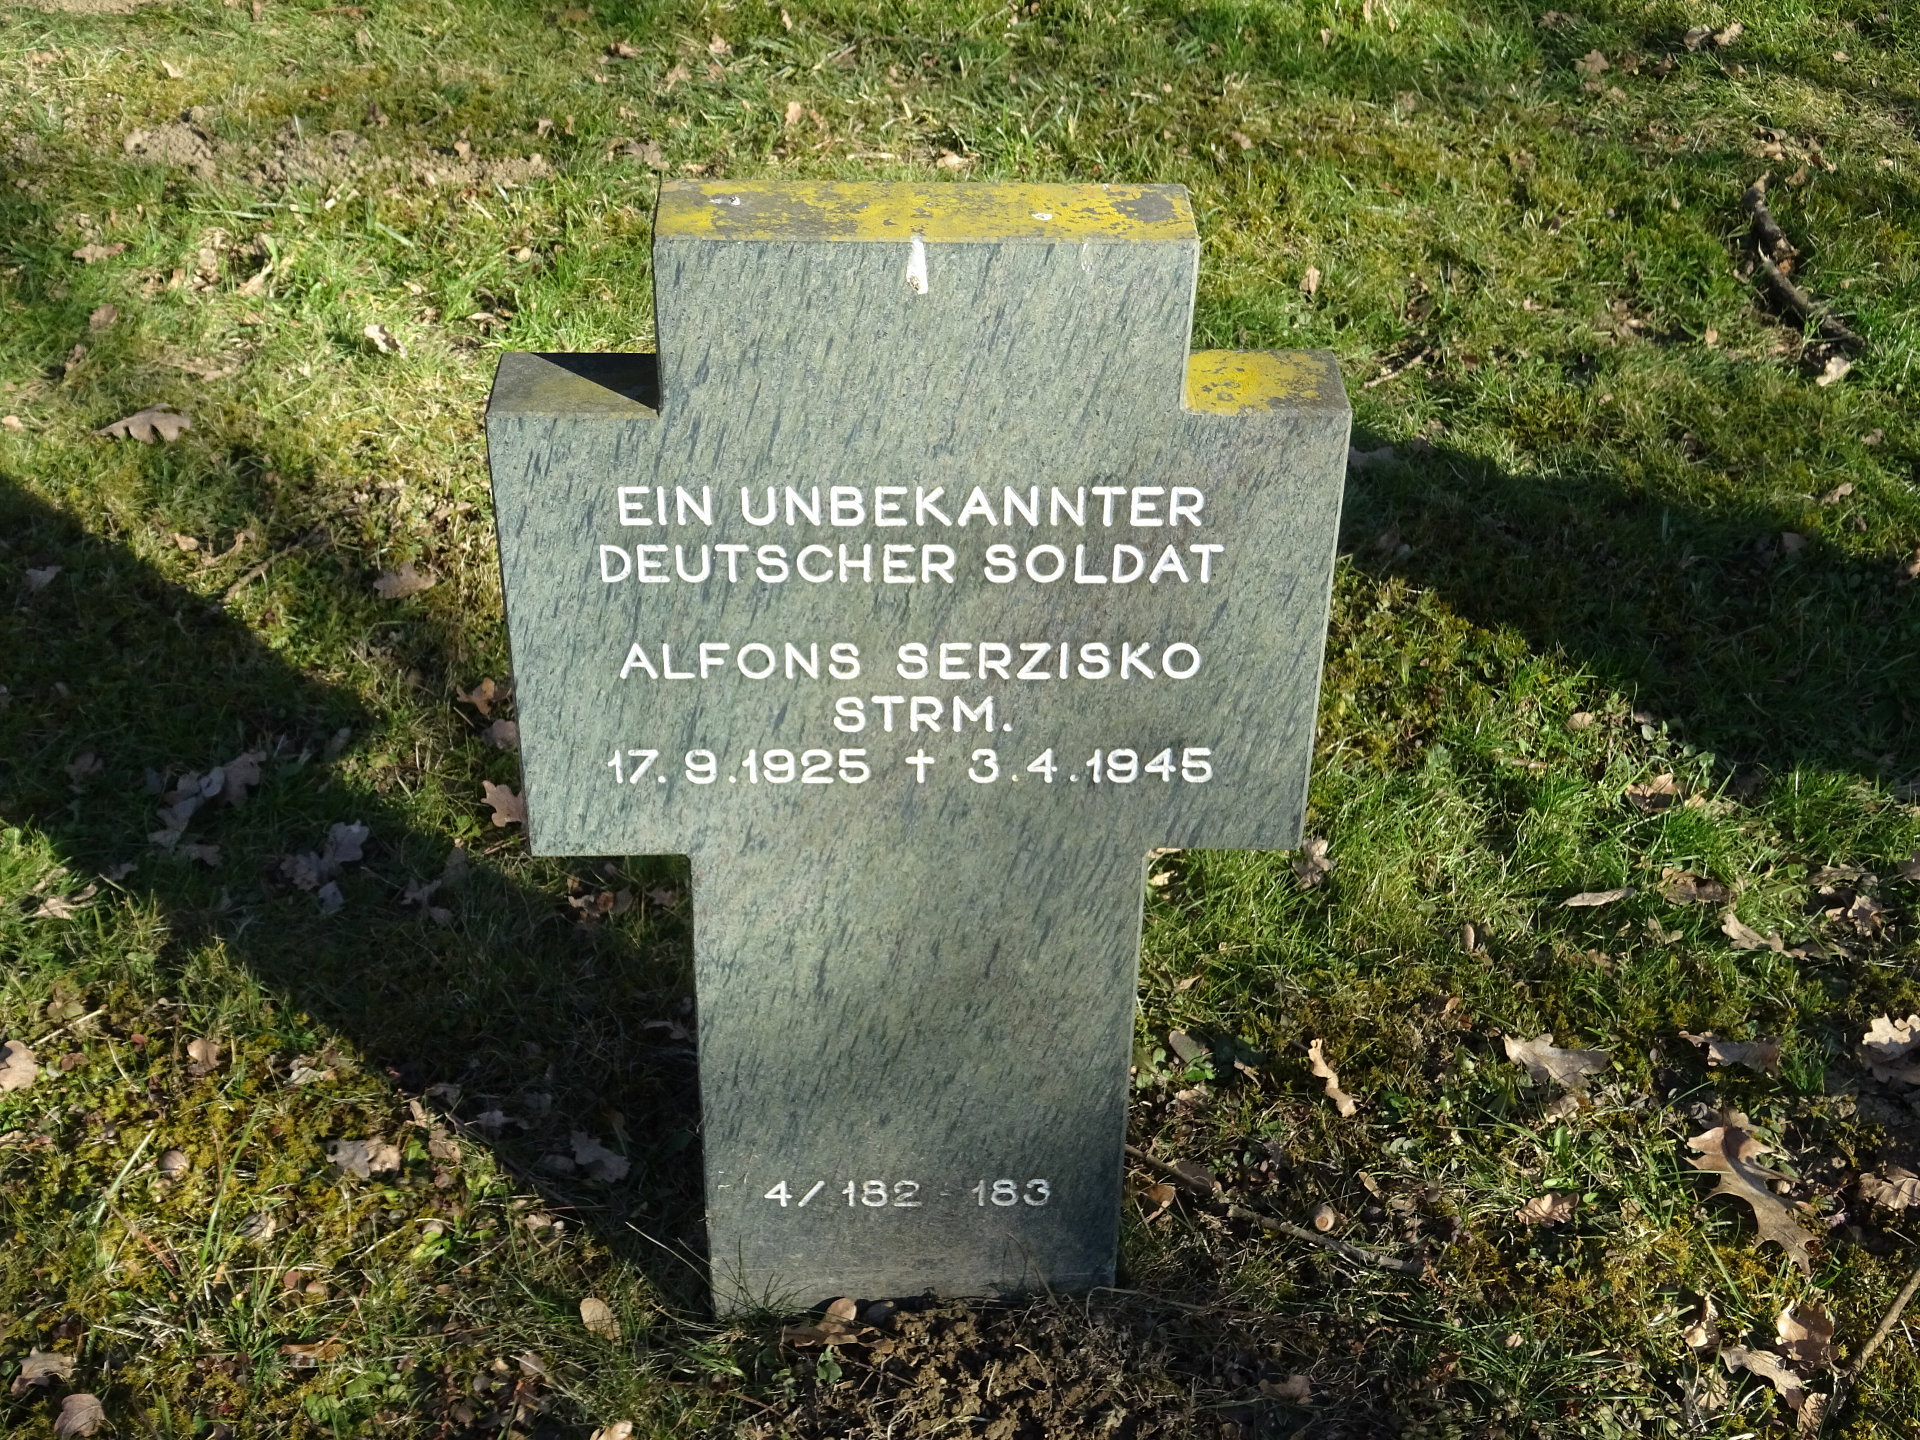 EIN UNBEKANNTER
DEUTSCHER SOLDAT
ALFONS SERZISKO
STRM.
17.9.1925 ✝ 3.4.1945
4/182-183